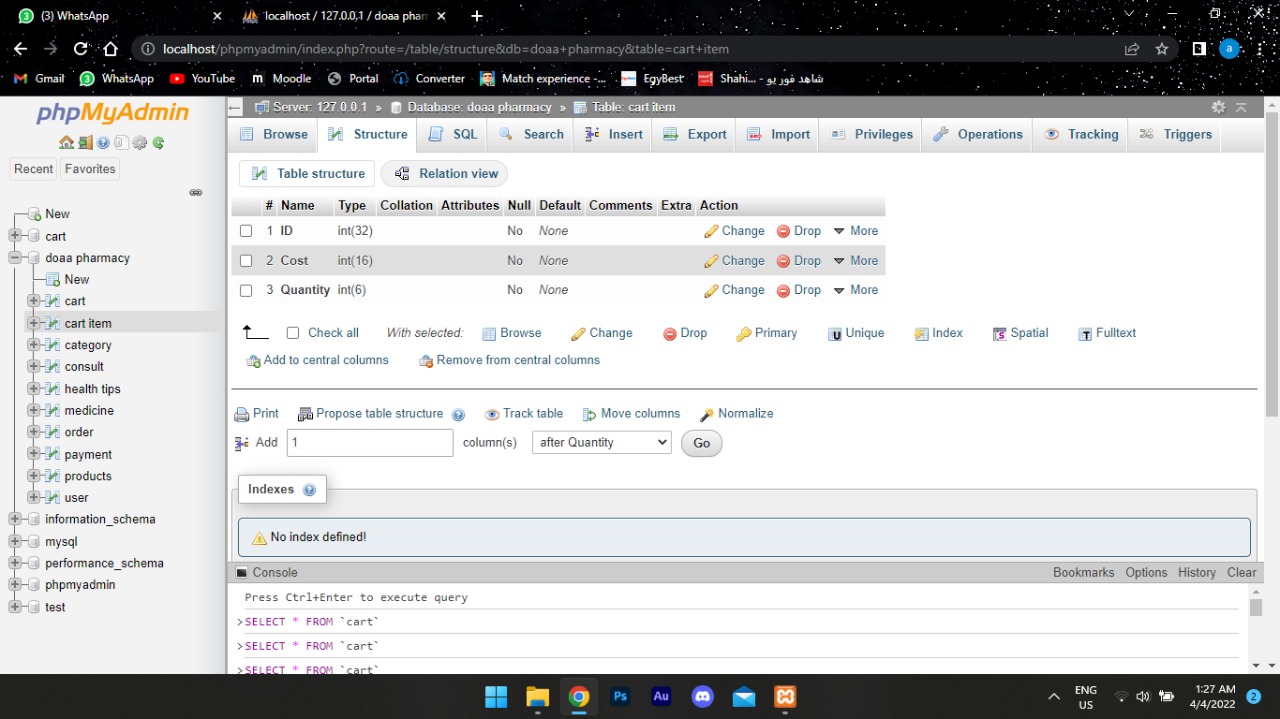 (3) WhatsApp
localhost / 127.0.0.1 / doaa phar
localhost/phpmyadmin/index.php?route=/table/structure&db=doaa+pharmacy&table=cart+item
a
Gmail WhatsApp YouTube m Moodle Portal Converter Match experience -... EgyBest Shahi... - شاهد فور يو
phpMyAdmin
Recent Favorites
New
cart
doaa pharmacy
New
cart
cart item
category
consult
health tips
medicine
order
payment
products
user
information_schema
mysql
performance_schema
phpmyadmin
test
Server: 127.0.0.1 » Database: doaa pharmacy » Table: cart item
Browse Structure SQL Search Insert Export Import Privileges Operations Tracking Triggers
Table structure Relation view
# Name Type Collation Attributes Null Default Comments Extra Action
1 ID int(32) No None Change Drop More
2 Cost int(16) No None Change Drop More
3 Quantity int(6) No None Change Drop More
Check all With selected: Browse Change Drop Primary Unique Index Spatial Fulltext
Add to central columns Remove from central columns
Print Propose table structure Track table Move columns Normalize
Add 1 column(s) after Quantity Go
Indexes
No index defined!
Console Bookmarks Options History Clear
Press Ctrl+Enter to execute query
>SELECT * FROM `cart`
>SELECT * FROM `cart`
>SELECT * FROM `cart`
Ps Au
ENG
US
1:27 AM
4/4/2022
2